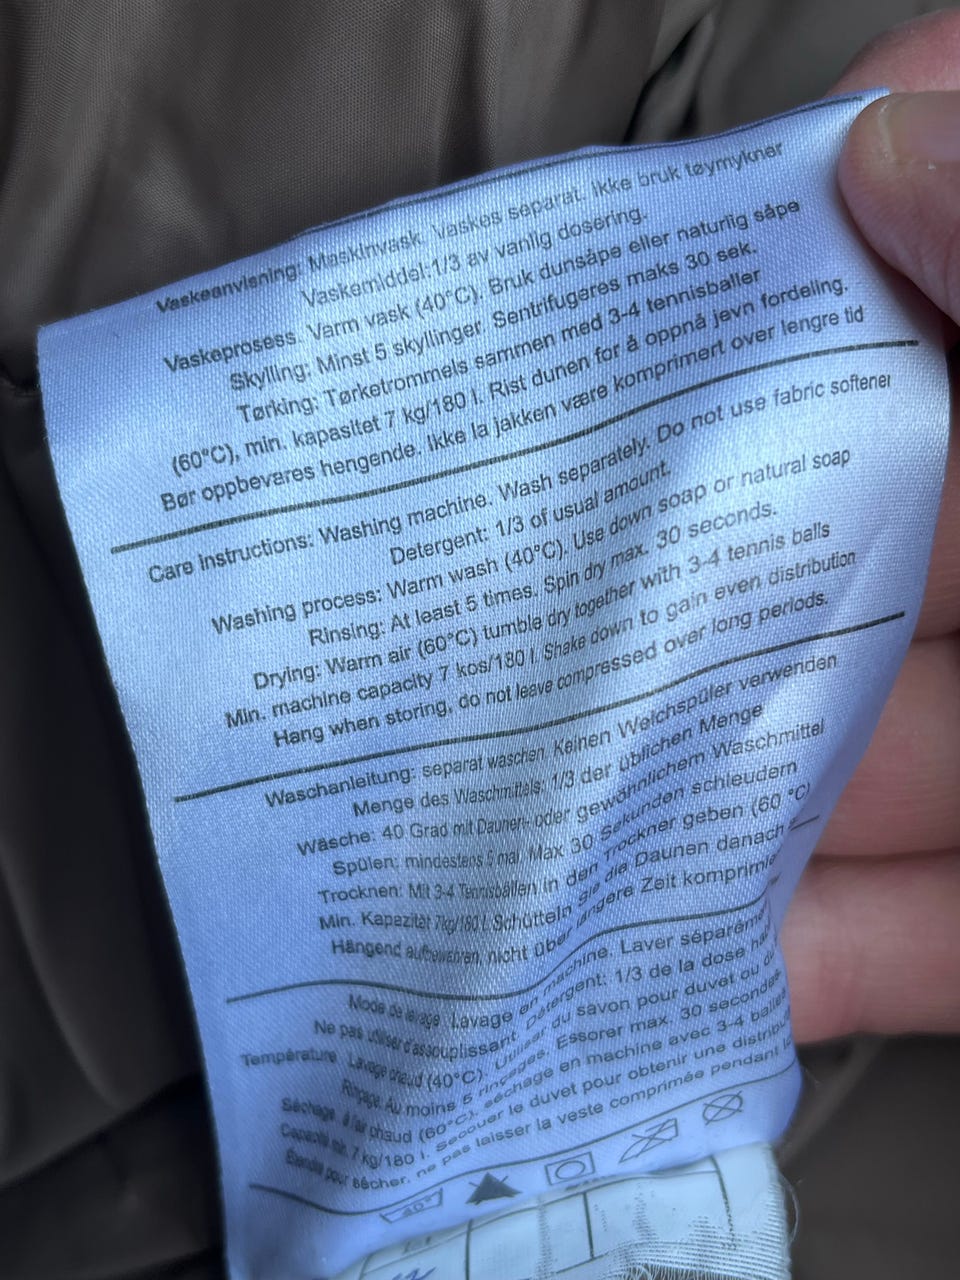 Vaskeanvisning: Maskinvask. Vaskes separat. Ikke bruk tøymykner
Vaskemiddel:1/3 av vanlig dosering.
Vaskeprosess. Varm vask (40°C). Bruk dunsåpe eller naturlig såpe
Skylling: Minst 5 skyllinger. Sentrifugeres maks 30 sek.
Tørking: Tørketrommels sammen med 3-4 tennisballer
(60°C), min. kapasitet 7 kg/180 l. Rist dunen for å oppnå jevn fordeling.
Bør oppbevares hengende. Ikke la jakken være komprimert over lengre tid
Care Instructions: Washing machine. Wash separately. Do not use fabric softener
Detergent: 1/3 of usual amount.
Washing process: Warm wash (40°C). Use down soap or natural soap
Rinsing: At least 5 times. Spin dry max. 30 seconds.
Drying: Warm air (60°C) tumble dry together with 3-4 tennis balls
Min. machine capacity 7 kos/180 l. Shake down to gain even distribution
Hang when storing, do not leave compressed over long periods.
Waschanleitung: separat waschen. Keinen Weichspüler verwenden
Menge des Waschmittels: 1/3 der üblichen Menge
Wäsche: 40 Grad mit Daunen- oder gewöhnlichem Waschmittel
Spülen: mindestens 5 mal. Max 30 Sekunden schleudern
Trocknen: Mit 3-4 Tennisbällen in den Trockner geben (60 °C)
Min. Kapazität 7kg/180 l. Schütteln Sie die Daunen danach
Hängend aufbewahren, nicht über längere Zeit
Mode de lavage: Lavage en machine. Laver séparément
Ne pas utiliser d'assouplissant. Détergent: 1/3 de la dose
Température. Lavage chaud (40°C). Utiliser du savon pour duvet ou
Rinçage. Au moins 5 rinçages. Essorer max. 30 secondes
Séchage. à l'air chaud (60°C). séchage en machine avec 3-4 balles
Capacité min. 7 kg/180 l. Secouer le duvet pour obtenir une
pour sécher, ne pas laisser la veste comprimée pendant
40°